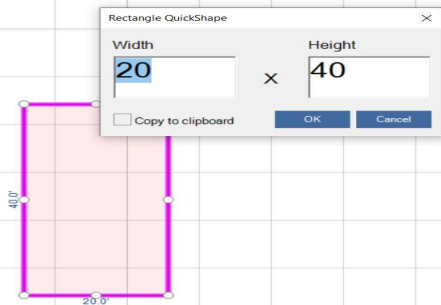 Rectangle QuickShape
Width Height
20 x 40
Copy to clipboard OK Cancel
40.0'
20.0'